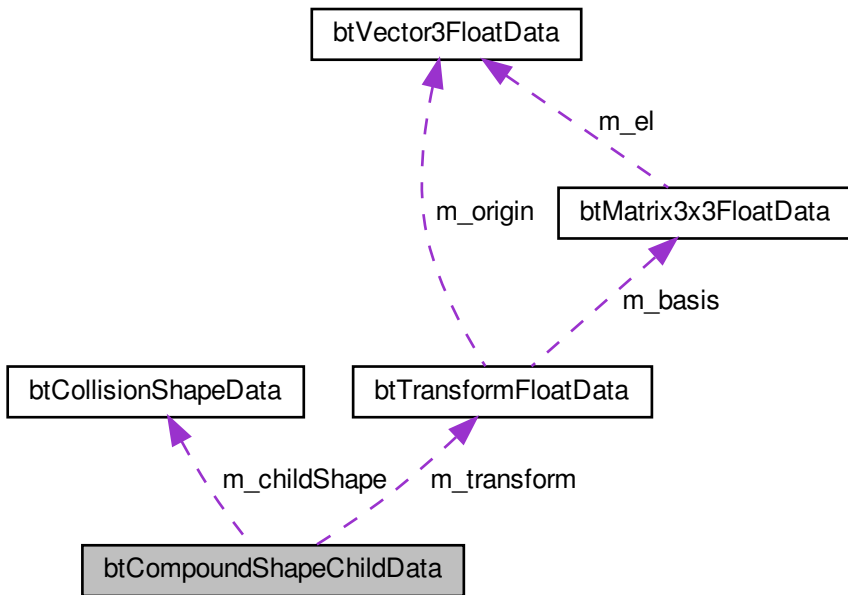 btVector3FloatData
m_el
btMatrix3x3FloatData
m_origin
m_basis
btCollisionShapeData
btTransformFloatData
m_childShape
m_transform
btCompoundShapeChildData